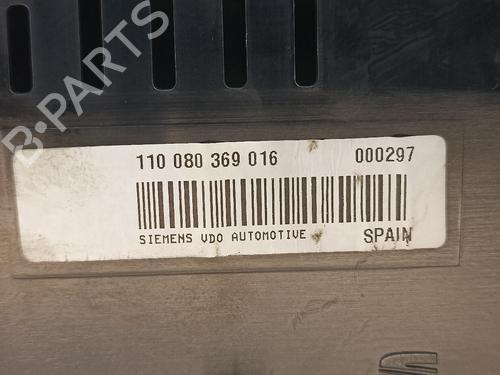 B-PARTS
110 080 369 016 000297
SIEMENS VDO AUTOMOTIVE SPAIN